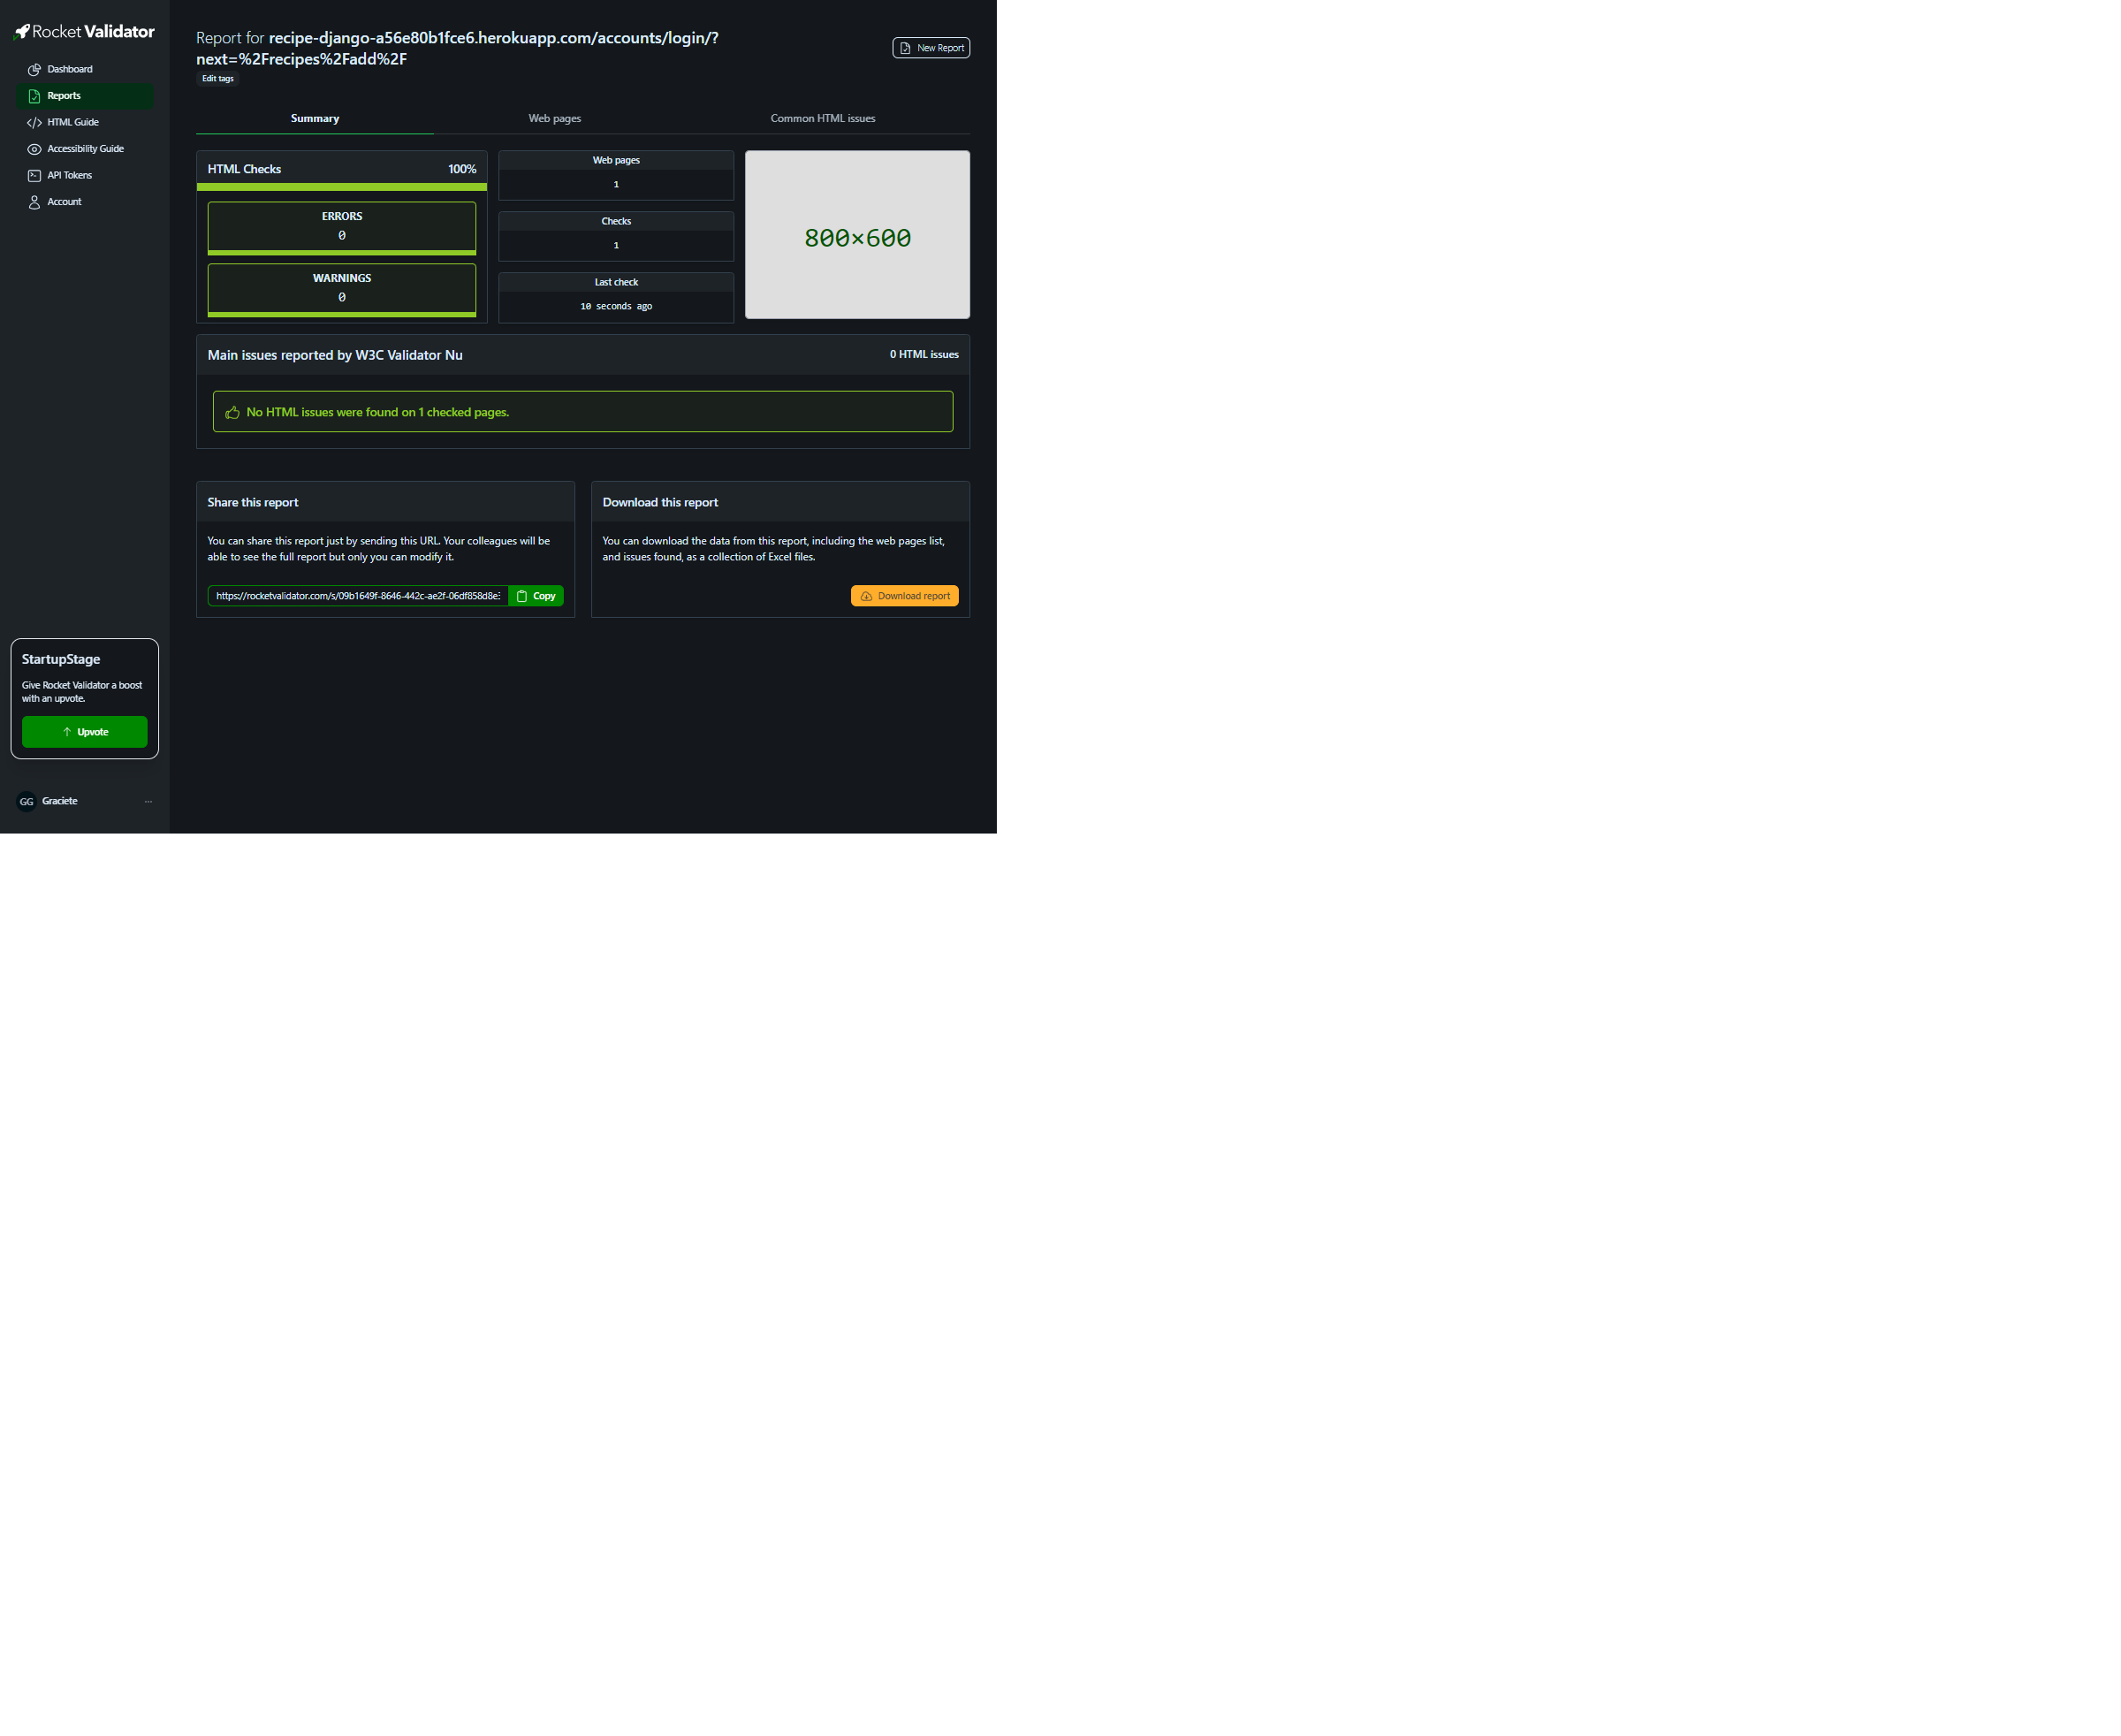 Rocket Validator
Dashboard
Reports
HTML Guide
Accessibility Guide
API Tokens
Account
StartupStage
Give Rocket Validator a boost
with an upvote.
Upvote
GG Graciete
...
Report for recipe-django-a56e80b1fce6.herokuapp.com/accounts/login/?
next=%2Frecipes%2Fadd%2F
Edit tags
New Report
Summary
Web pages
Common HTML issues
HTML Checks 100%
ERRORS
0
WARNINGS
0
Web pages
1
Checks
1
Last check
10 seconds ago
800×600
Main issues reported by W3C Validator Nu
0 HTML issues
No HTML issues were found on 1 checked pages.
Share this report
You can share this report just by sending this URL. Your colleagues will be
able to see the full report but only you can modify it.
https://rocketvalidator.com/s/09b1649f-8646-442c-ae2f-06df858d8e
Copy
Download this report
You can download the data from this report, including the web pages list,
and issues found, as a collection of Excel files.
Download report